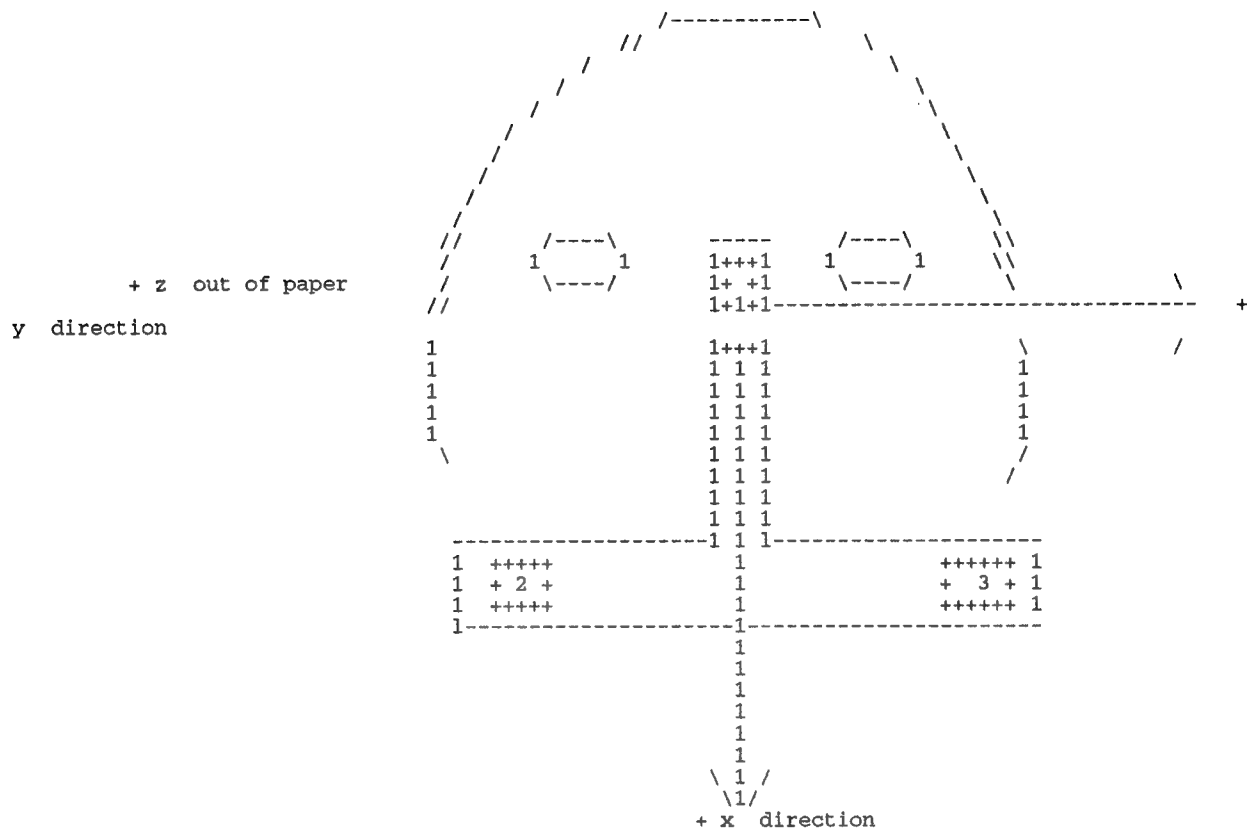 + z out of paper
+
y direction
2 3
+ x direction